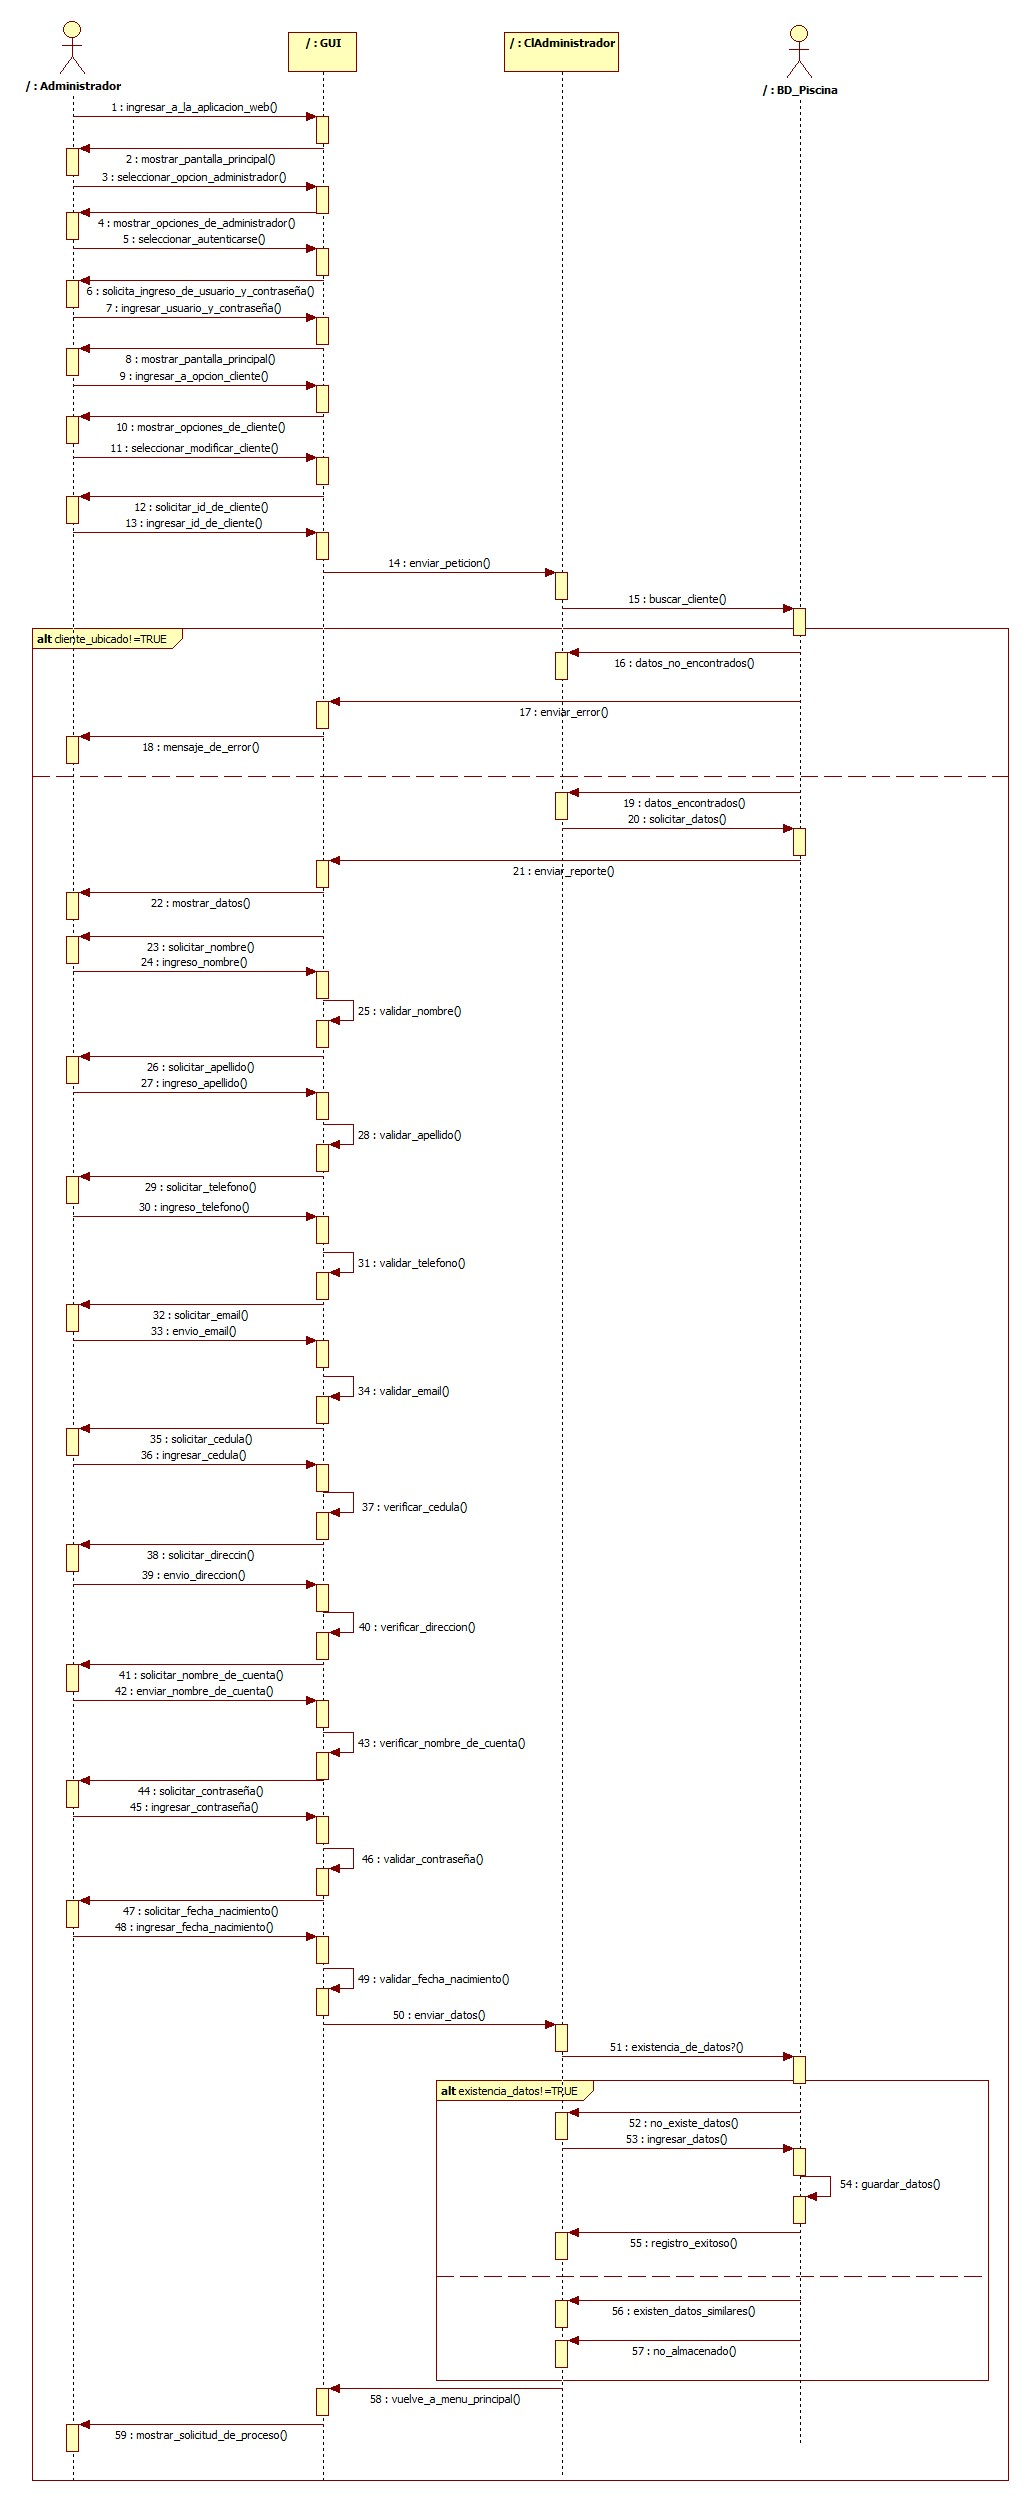 / : Administrador
/ : GUI
/ : ClAdministrador
/ : BD_Piscina
1 : ingresar_a_la_aplicacion_web()
2 : mostrar_pantalla_principal()
3 : seleccionar_opcion_administrador()
4 : mostrar_opciones_de_administrador()
5 : seleccionar_autenticarse()
6 : solicita_ingreso_de_usuario_y_contraseña()
7 : ingresar_usuario_y_contraseña()
8 : mostrar_pantalla_principal()
9 : ingresar_a_opcion_cliente()
10 : mostrar_opciones_de_cliente()
11 : seleccionar_modificar_cliente()
12 : solicitar_id_de_cliente()
13 : ingresar_id_de_cliente()
14 : enviar_peticion()
15 : buscar_cliente()
alt cliente_ubicado!=TRUE
16 : datos_no_encontrados()
17 : enviar_error()
18 : mensaje_de_error()
19 : datos_encontrados()
20 : solicitar_datos()
21 : enviar_reporte()
22 : mostrar_datos()
23 : solicitar_nombre()
24 : ingreso_nombre()
25 : validar_nombre()
26 : solicitar_apellido()
27 : ingreso_apellido()
28 : validar_apellido()
29 : solicitar_telefono()
30 : ingreso_telefono()
31 : validar_telefono()
32 : solicitar_email()
33 : envio_email()
34 : validar_email()
35 : solicitar_cedula()
36 : ingresar_cedula()
37 : verificar_cedula()
38 : solicitar_direccin()
39 : envio_direccion()
40 : verificar_direccion()
41 : solicitar_nombre_de_cuenta()
42 : enviar_nombre_de_cuenta()
43 : verificar_nombre_de_cuenta()
44 : solicitar_contraseña()
45 : ingresar_contraseña()
46 : validar_contraseña()
47 : solicitar_fecha_nacimiento()
48 : ingresar_fecha_nacimiento()
49 : validar_fecha_nacimiento()
50 : enviar_datos()
51 : existencia_de_datos?()
alt existencia_datos!=TRUE
52 : no_existe_datos()
53 : ingresar_datos()
54 : guardar_datos()
55 : registro_exitoso()
56 : existen_datos_similares()
57 : no_almacenado()
58 : vuelve_a_menu_principal()
59 : mostrar_solicitud_de_proceso()